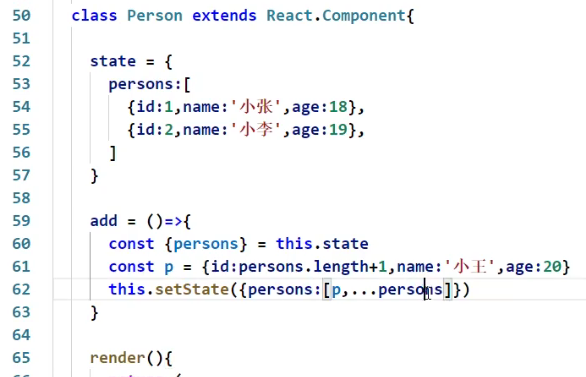 50 class Person extends React.Component{
51
52 state = {
53 persons:[
54 {id:1,name:'小张',age:18},
55 {id:2,name:'小李',age:19},
56 ]
57 }
58
59 add = ()=>{
60 const {persons} = this.state
61 const p = {id:persons.length+1,name:'小王',age:20}
62 this.setState({persons:[p,...persons]})
63 }
64
65 render(){
66